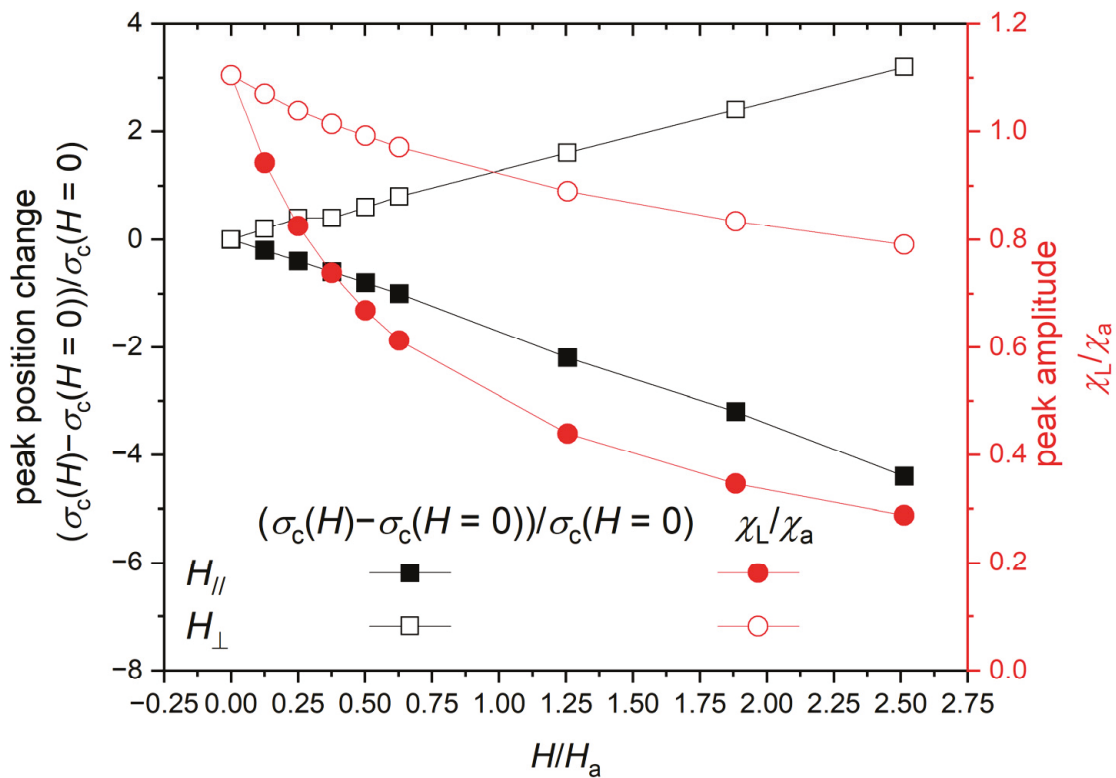 peak position change
(σc(H)−σc(H = 0))/σc(H = 0)
4
2
0
−2
−4
−6
−8
1.2
1.0
0.8
0.6
0.4
0.2
0.0
peak amplitude
χL/χa
(σc(H)−σc(H = 0))/σc(H = 0) χL/χa
H//
H⊥
−0.25 0.00 0.25 0.50 0.75 1.00 1.25 1.50 1.75 2.00 2.25 2.50 2.75
H/Ha